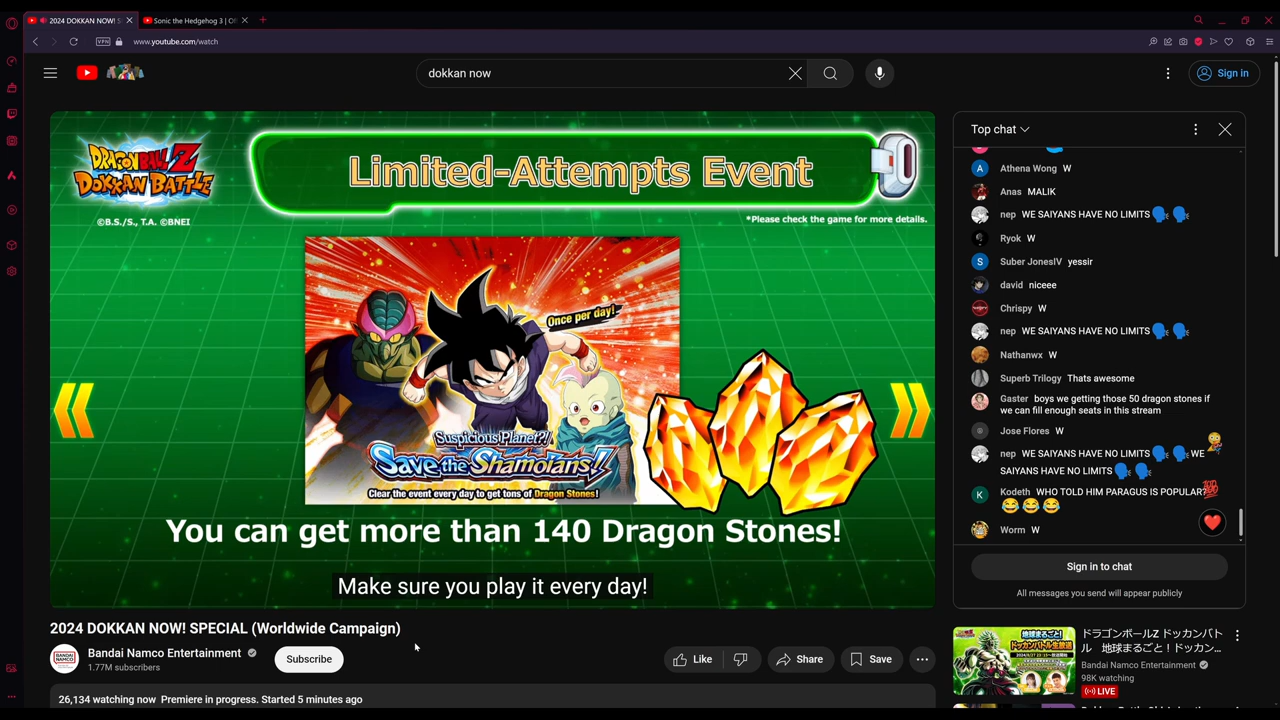 2024 DOKKAN NOW! S
Sonic the Hedgehog 3 | O
VPN
www.youtube.com/watch
dokkan now
Sign in
DRAGON BALL Z
DOKKAN BATTLE
©B.S./S., T.A. ©BNEI
Limited-Attempts Event
*Please check the game for more details.
Once per day!
Suspicious Planet?!
Save the Shamoians!
Clear the event every day to get tons of Dragon Stones!
You can get more than 140 Dragon Stones!
Make sure you play it every day!
Top chat
Athena Wong W
Anas MALIK
nep WE SAIYANS HAVE NO LIMITS
Ryok W
Suber JonesIV yessir
david niceee
Chrispy W
nep WE SAIYANS HAVE NO LIMITS
Nathanwx W
Superb Trilogy Thats awesome
Gaster boys we getting those 50 dragon stones if
we can fill enough seats in this stream
Jose Flores W
nep WE SAIYANS HAVE NO LIMITS WE
SAIYANS HAVE NO LIMITS
Kodeth WHO TOLD HIM PARAGUS IS POPULAR?
Worm W
Sign in to chat
All messages you send will appear publicly
2024 DOKKAN NOW! SPECIAL (Worldwide Campaign)
Bandai Namco Entertainment
1.77M subscribers
Subscribe
Like
Share
Save
26,134 watching now Premiere in progress. Started 5 minutes ago
ドラゴンボールZ ドッカンバト
ル 地球まるごと！ドッカン...
Bandai Namco Entertainment
98K watching
LIVE